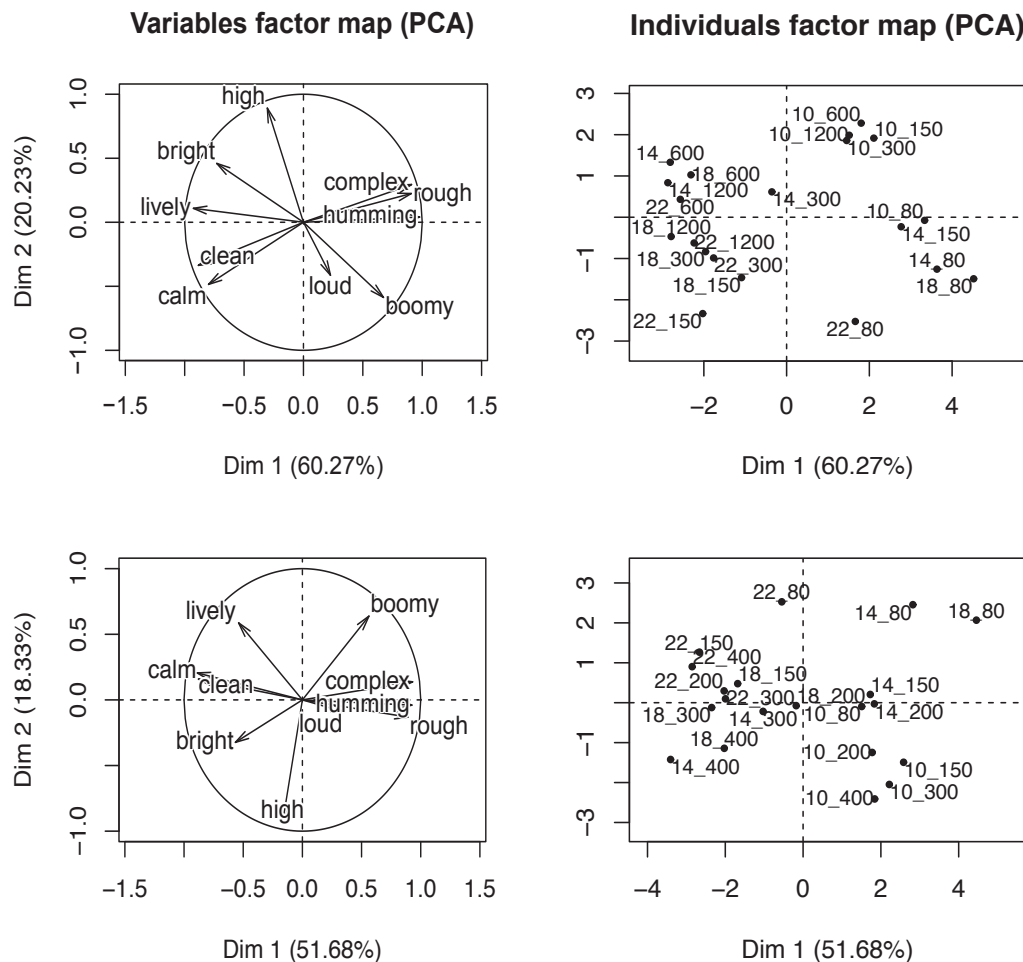 Variables factor map (PCA)
Individuals factor map (PCA)
Dim 2 (20.23%)
1.0
0.5
0.0
−1.0
high
bright
complex
rough
lively
humming
clean
loud
calm
boomy
−1.5
−0.5
0.0
0.5
1.0
1.5
Dim 1 (60.27%)
3
2
1
−1
−3
10_600
10_150
10_1200
10_300
14_600
18_600
14_1200
14_300
22_600
10_80
18_1200
14_150
22_1200
18_300
22_300
14_80
18_150
18_80
22_150
22_80
−2
0
2
4
Dim 1 (60.27%)
Dim 2 (18.33%)
1.0
0.5
0.0
−1.0
lively
boomy
calm
clean
complex
humming
loud
rough
bright
high
−1.5
−0.5
0.0
0.5
1.0
1.5
Dim 1 (51.68%)
3
2
1
−1
−3
22_80
14_80
18_80
22_150
22_400
18_150
22_200
14_150
22_300
18_200
18_300
14_300
10_80
14_200
18_400
14_400
10_200
10_150
10_400
10_300
−4
−2
0
2
4
Dim 1 (51.68%)